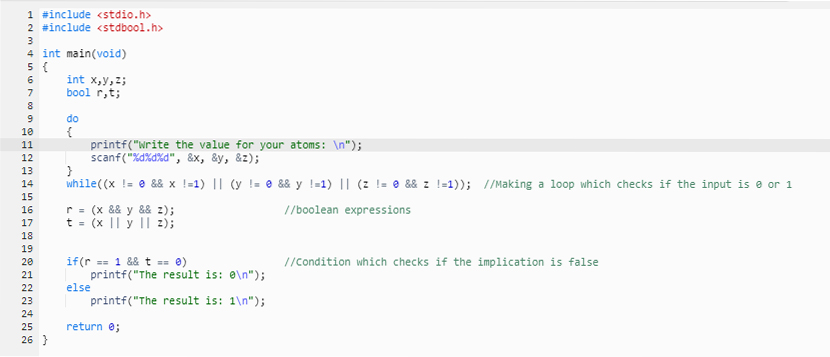 1 #include <stdio.h>
2 #include <stdbool.h>
3
4 int main(void)
5 {
6     int x,y,z;
7     bool r,t;
8
9     do
10     {
11         printf("Write the value for your atoms: \n");
12         scanf("%d%d%d", &x, &y, &z);
13     }
14     while((x != 0 && x !=1) || (y != 0 && y !=1) || (z != 0 && z !=1));  //Making a loop which checks if the input is 0 or 1
15
16     r = (x && y && z);                  //boolean expressions
17     t = (x || y || z);
18
19
20     if(r == 1 && t == 0)                //Condition which checks if the implication is false
21         printf("The result is: 0\n");
22     else
23         printf("The result is: 1\n");
24
25     return 0;
26 }